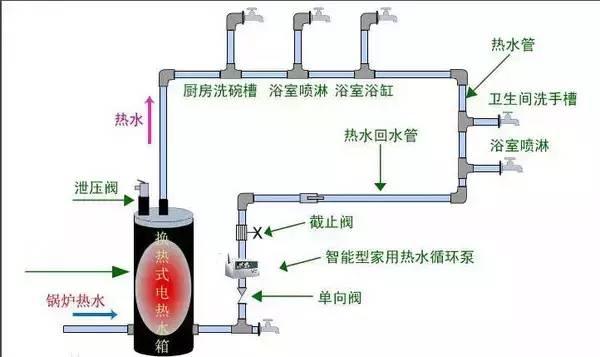 热水管
厨房洗碗槽
浴室喷淋
浴室浴缸
卫生间洗手槽
热水
热水回水管
浴室喷淋
泄压阀
截止阀
换热式电热水箱
智能型家用热水循环泵
锅炉热水
单向阀